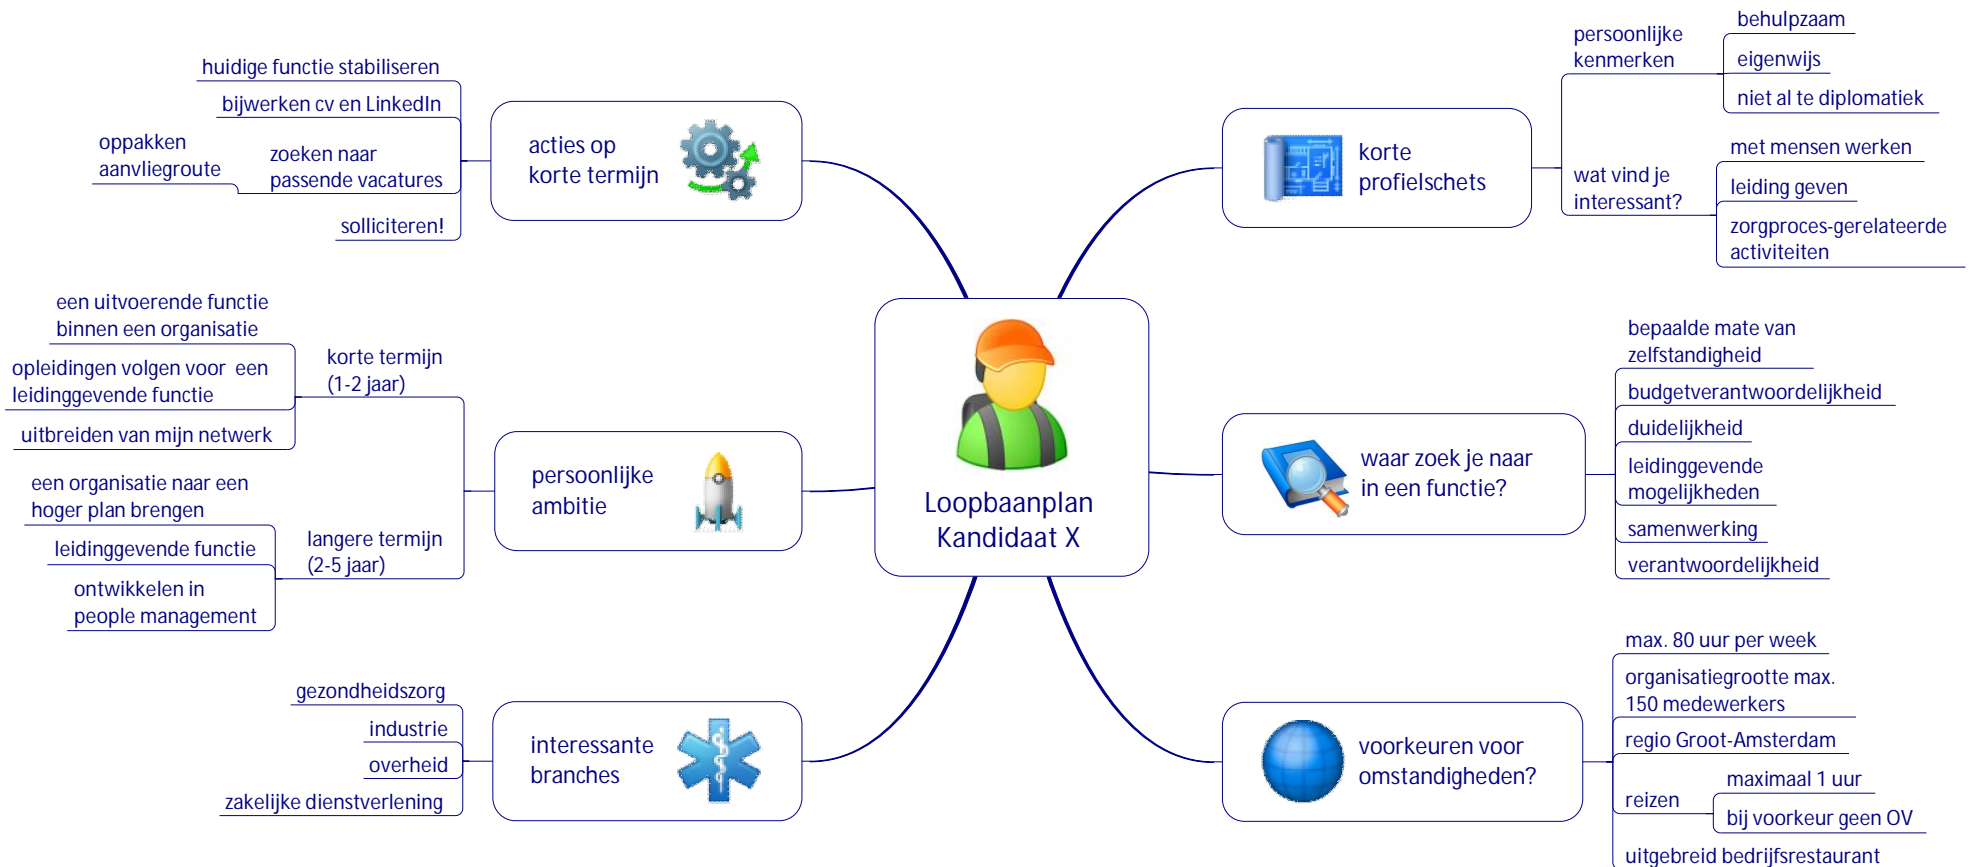 Loopbaanplan
Kandidaat X
korte
profielschets
persoonlijke
kenmerken
behulpzaam
eigenwijs
niet al te diplomatiek
wat vind je
interessant?
met mensen werken
leiding geven
zorgproces-gerelateerde
activiteiten
waar zoek je naar
in een functie?
bepaalde mate van
zelfstandigheid
budgetverantwoordelijkheid
duidelijkheid
leidinggevende
mogelijkheden
samenwerking
verantwoordelijkheid
voorkeuren voor
omstandigheden?
max. 80 uur per week
organisatiegrootte max.
150 medewerkers
regio Groot-Amsterdam
reizen
maximaal 1 uur
bij voorkeur geen OV
uitgebreid bedrijfsrestaurant
acties op
korte termijn
huidige functie stabiliseren
bijwerken cv en LinkedIn
zoeken naar
passende vacatures
oppakken
aanvliegroute
solliciteren!
persoonlijke
ambitie
korte termijn
(1-2 jaar)
een uitvoerende functie
binnen een organisatie
opleidingen volgen voor een
leidinggevende functie
uitbreiden van mijn netwerk
langere termijn
(2-5 jaar)
een organisatie naar een
hoger plan brengen
leidinggevende functie
ontwikkelen in
people management
interessante
branches
gezondheidszorg
industrie
overheid
zakelijke dienstverlening